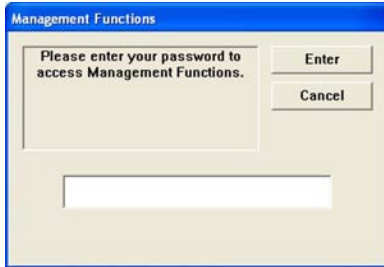 Management Functions
Please enter your password to
access Management Functions.
Enter
Cancel